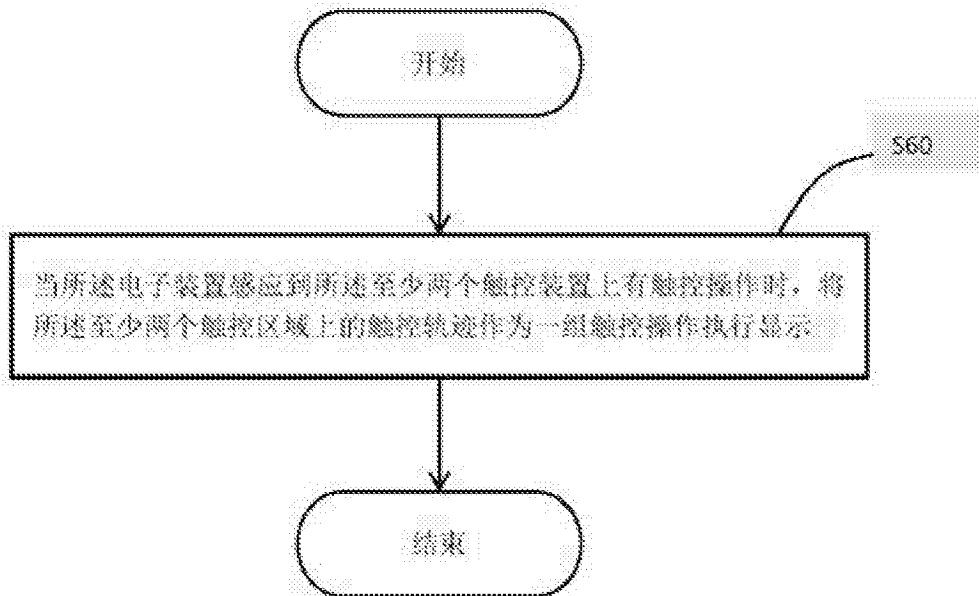 开始
S60
当所述电子装置感应到所述至少两个触控装置上有触控操作时，将
所述至少两个触控区域上的触控轨迹作为一组触控操作执行显示
结束